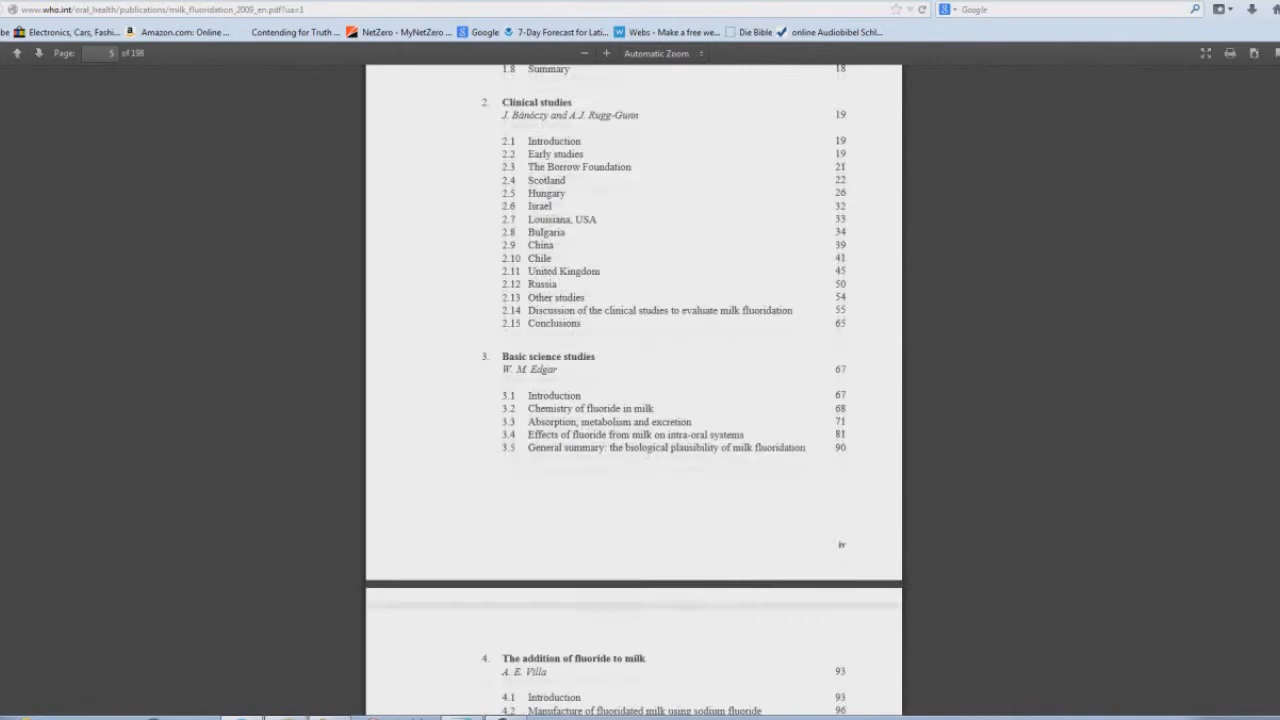 www.who.int/oral_health/publications/milk_fluoridation_2009_en.pdf?ua=1
Google
be Electronics, Cars, Fashi... Amazon.com: Online ... Contending for Truth ... NetZero - MyNetZero ... Google 7-Day Forecast for Lati... Webs - Make a free we... Die Bible online Audiobibel Schl...
Page: 5 of 198 Automatic Zoom
1.8 Summary 18
2. Clinical studies
J. Bánóczy and A.J. Rugg-Gunn 19
2.1 Introduction 19
2.2 Early studies 19
2.3 The Borrow Foundation 21
2.4 Scotland 22
2.5 Hungary 26
2.6 Israel 32
2.7 Louisiana, USA 33
2.8 Bulgaria 34
2.9 China 39
2.10 Chile 41
2.11 United Kingdom 45
2.12 Russia 50
2.13 Other studies 54
2.14 Discussion of the clinical studies to evaluate milk fluoridation 55
2.15 Conclusions 65
3. Basic science studies
W. M. Edgar 67
3.1 Introduction 67
3.2 Chemistry of fluoride in milk 68
3.3 Absorption, metabolism and excretion 71
3.4 Effects of fluoride from milk on intra-oral systems 81
3.5 General summary: the biological plausibility of milk fluoridation 90
iv
4. The addition of fluoride to milk
A. E. Villa 93
4.1 Introduction 93
4.2 Manufacture of fluoridated milk using sodium fluoride 96